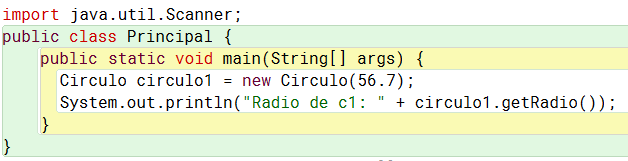 import java.util.Scanner;
public class Principal {
public static void main(String[] args) {
Circulo circulo1 = new Circulo(56.7);
System.out.println("Radio de c1: " + circulo1.getRadio());
}
}